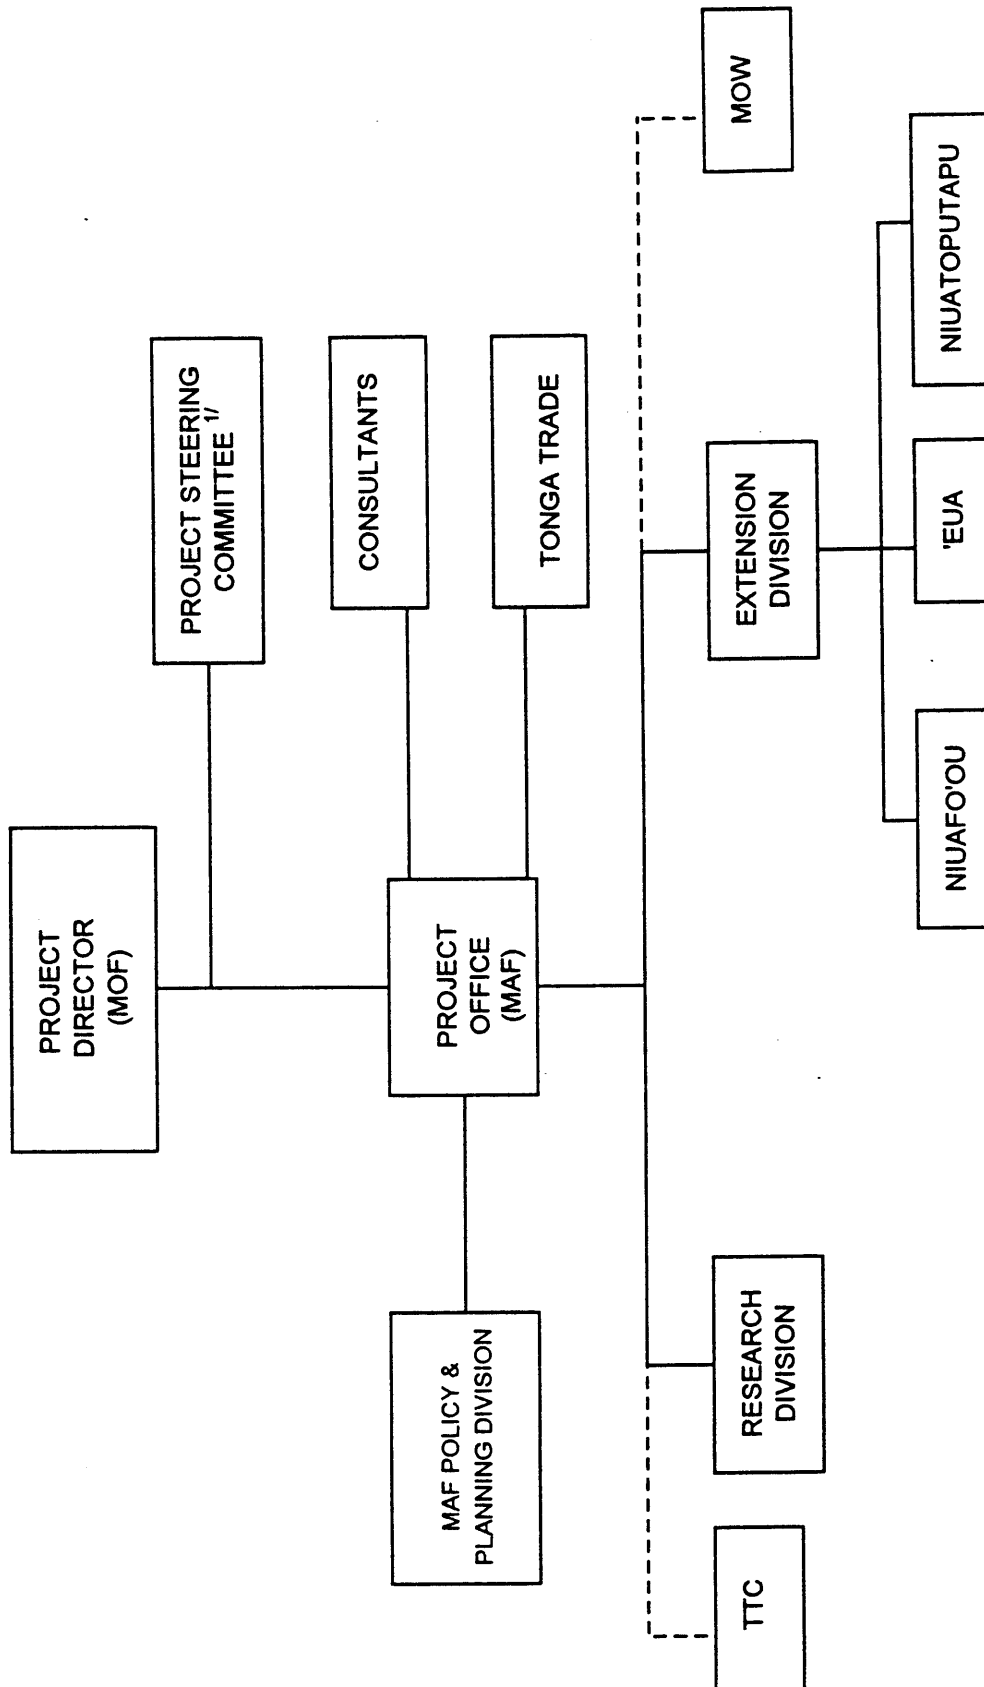 PROJECT
DIRECTOR
(MOF)
PROJECT STEERING
COMMITTEE 1/
CONSULTANTS
TONGA TRADE
PROJECT
OFFICE
(MAF)
MAF POLICY &
PLANNING DIVISION
TTC
RESEARCH
DIVISION
EXTENSION
DIVISION
MOW
NIUAFO'OU
'EUA
NIUATOPUTAPU